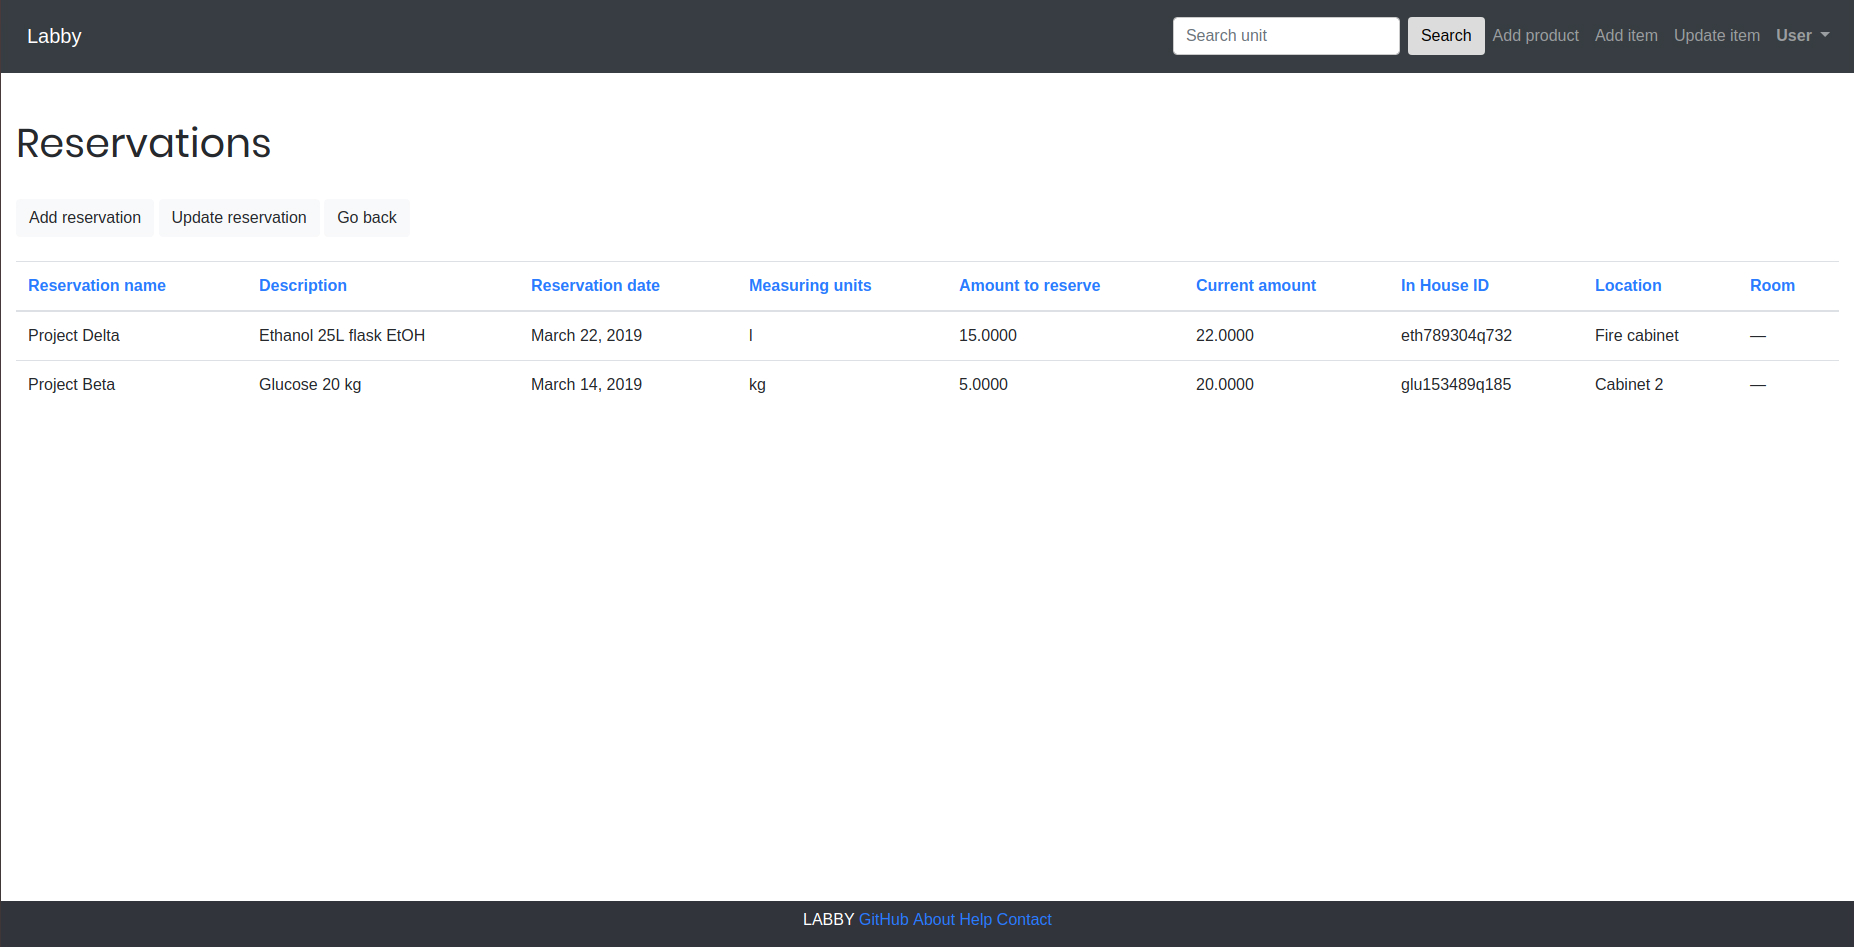 Labby Search unit Search Add product Add item Update item User
Reservations
Add reservation Update reservation Go back
Reservation name Description Reservation date Measuring units Amount to reserve Current amount In House ID Location Room
Project Delta Ethanol 25L flask EtOH March 22, 2019 l 15.0000 22.0000 eth789304q732 Fire cabinet —
Project Beta Glucose 20 kg March 14, 2019 kg 5.0000 20.0000 glu153489q185 Cabinet 2 —
LABBY GitHub About Help Contact